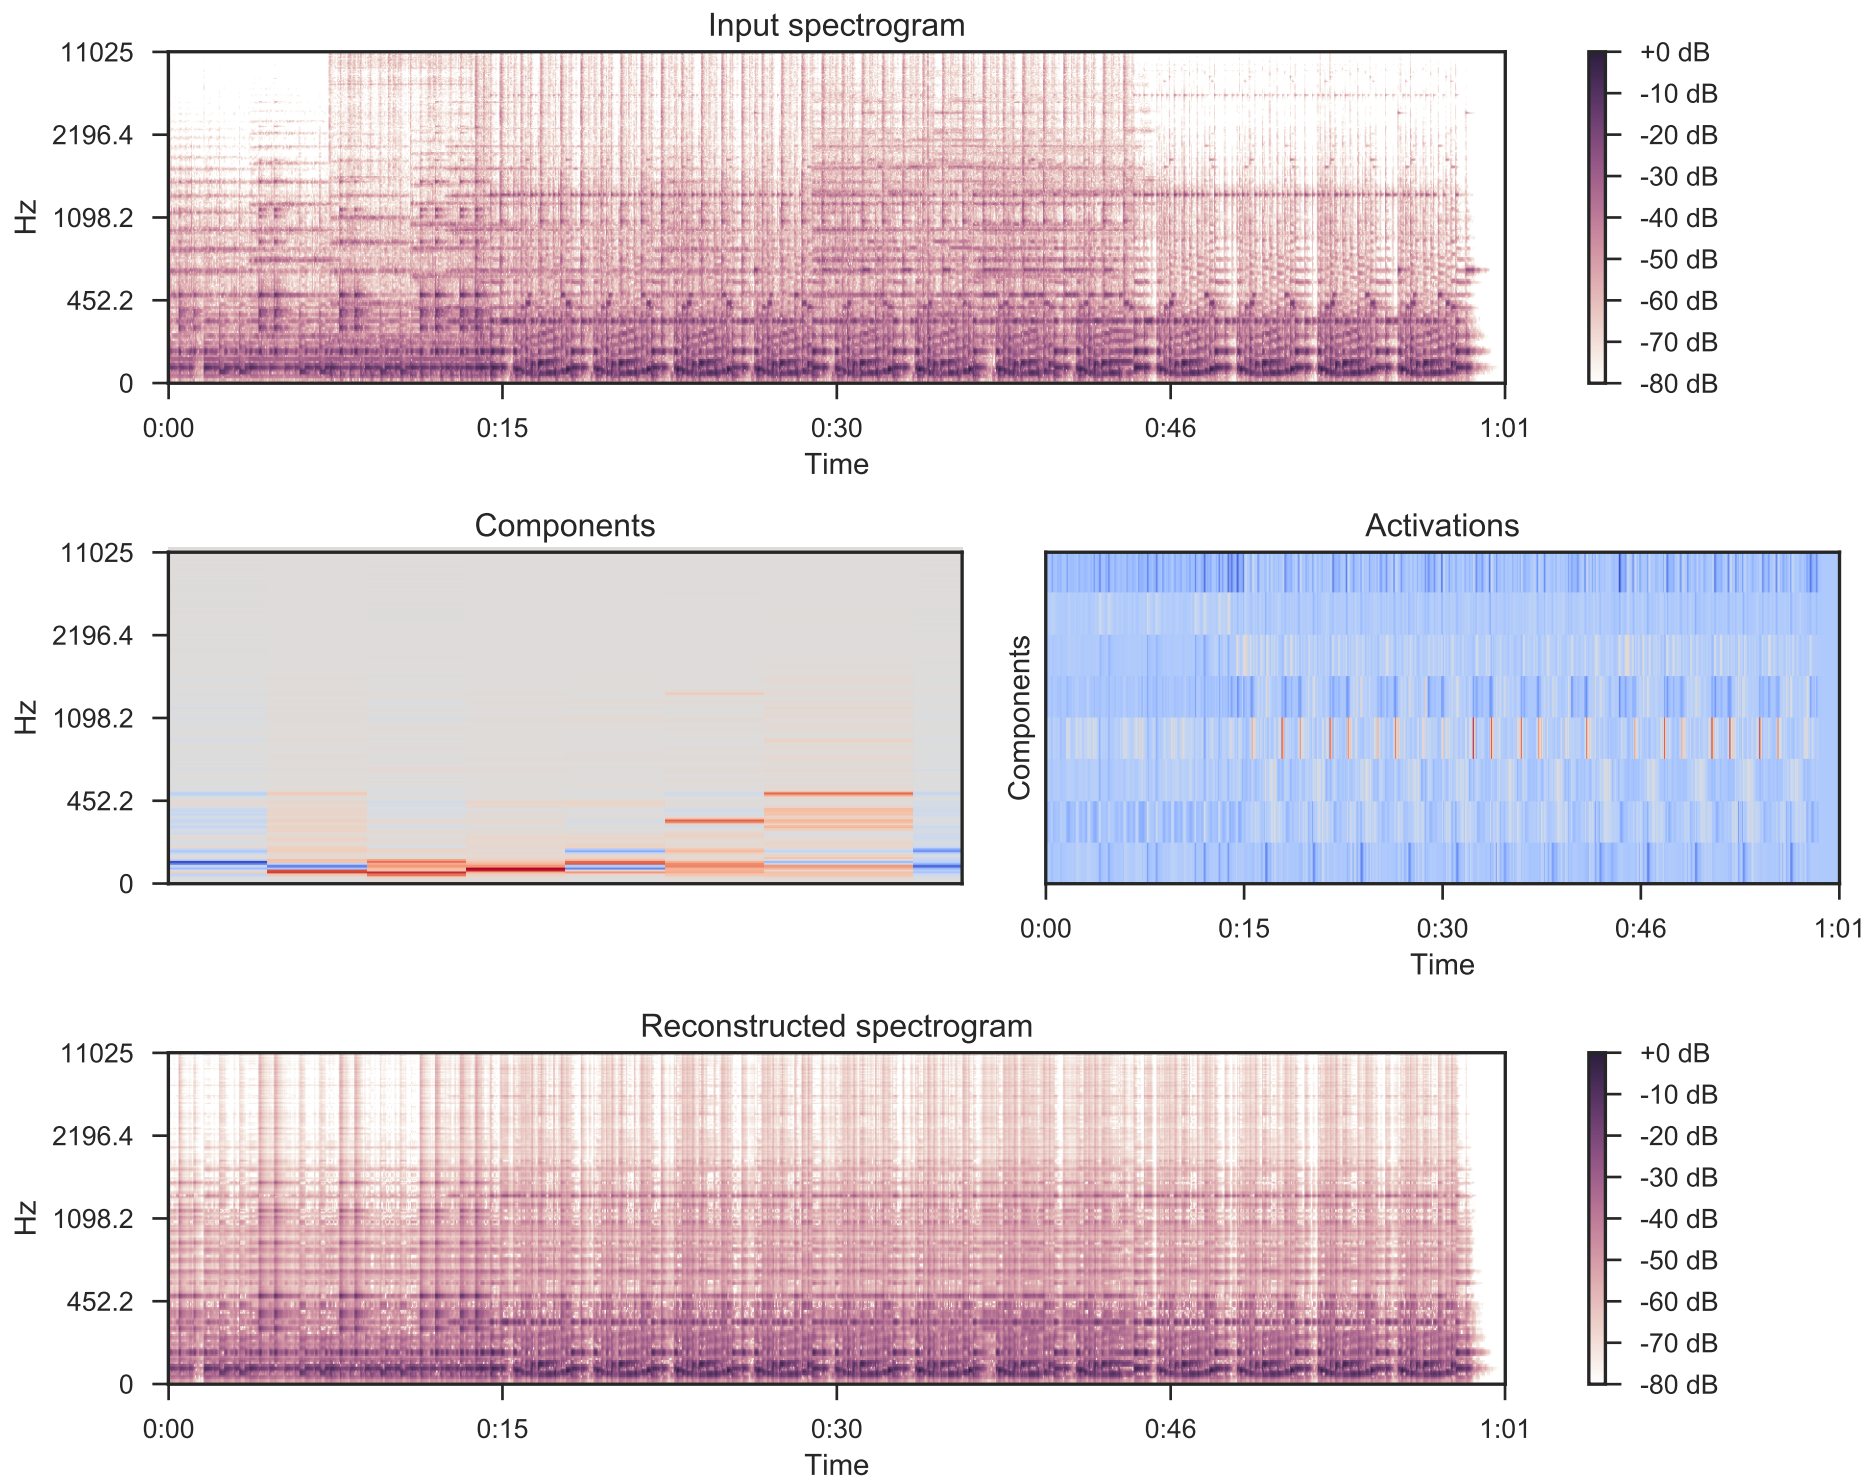 Input spectrogram
Hz
11025
2196.4
1098.2
452.2
0
0:00 0:15 0:30 0:46 1:01
Time
+0 dB
-10 dB
-20 dB
-30 dB
-40 dB
-50 dB
-60 dB
-70 dB
-80 dB
Components
Hz
11025
2196.4
1098.2
452.2
0
Activations
Components
0:00 0:15 0:30 0:46 1:01
Time
Reconstructed spectrogram
Hz
11025
2196.4
1098.2
452.2
0
0:00 0:15 0:30 0:46 1:01
Time
+0 dB
-10 dB
-20 dB
-30 dB
-40 dB
-50 dB
-60 dB
-70 dB
-80 dB